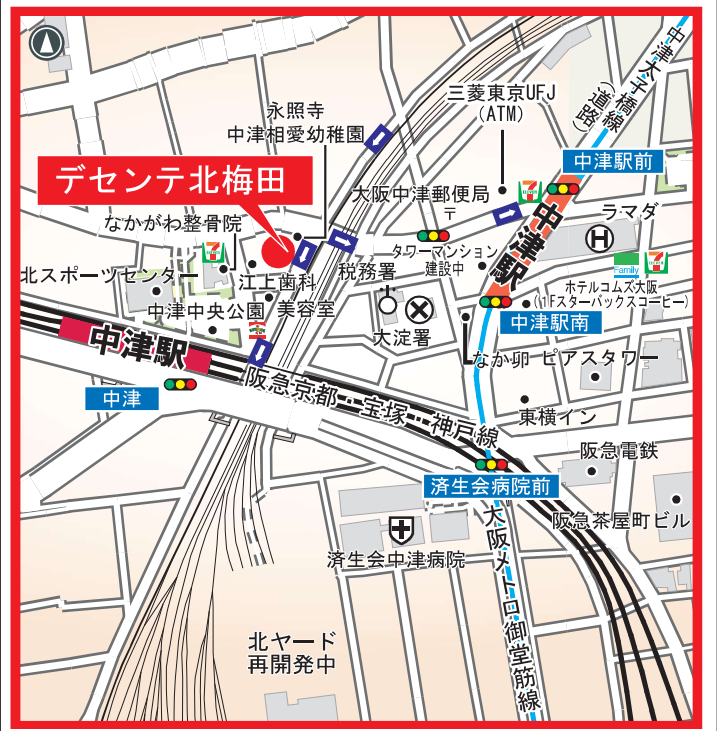 中津太子橋線
(道路)
三菱東京UFJ
(ATM)
永照寺
中津相愛幼稚園
中津駅前
デセンテ北梅田
大阪中津郵便局
〒
7
ELEVEN
中津駅
ラマダ
H
なかがわ整骨院
タワーマンション
建設中
北スポーツセンター
江上歯科
税務署
Family
ホテルコムズ大阪
(1Fスターバックスコーヒー)
中津中央公園
美容室
大淀署
中津駅南
中津駅
なか卯
ピアスタワー
中津
阪急京都・宝塚・神戸線
東横イン
阪急電鉄
済生会病院前
阪急茶屋町ビル
済生会中津病院
大阪メトロ御堂筋線
北ヤード
再開発中